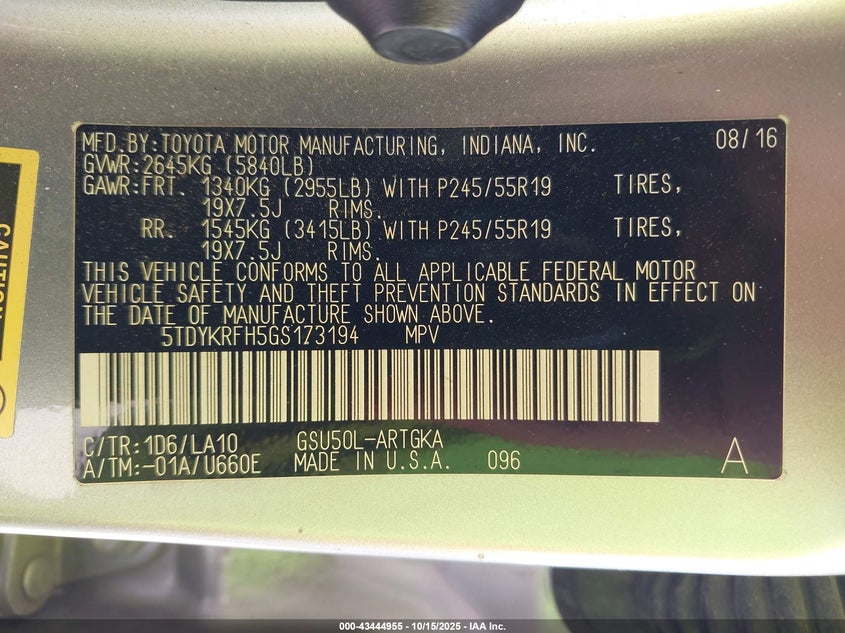 MFD.BY:TOYOTA MOTOR MANUFACTURING, INDIANA, INC. 08/16
GVWR:2645KG (5840LB)
GAWR:FRT. 1340KG (2955LB) WITH P245/55R19 TIRES,
19X7.5J RIMS.
RR. 1545KG (3415LB) WITH P245/55R19 TIRES,
19X7.5J RIMS.
THIS VEHICLE CONFORMS TO ALL APPLICABLE FEDERAL MOTOR
VEHICLE SAFETY AND THEFT PREVENTION STANDARDS IN EFFECT ON
THE DATE OF MANUFACTURE SHOWN ABOVE.
5TDYKRFH5GS173194 MPV
C/TR:1D6/LA10 GSU50L-ARTGKA
A/TM:-01A/U660E MADE IN U.S.A. 096 A
CAUTION
000-43444955 - 10/15/2025 - IAA Inc.